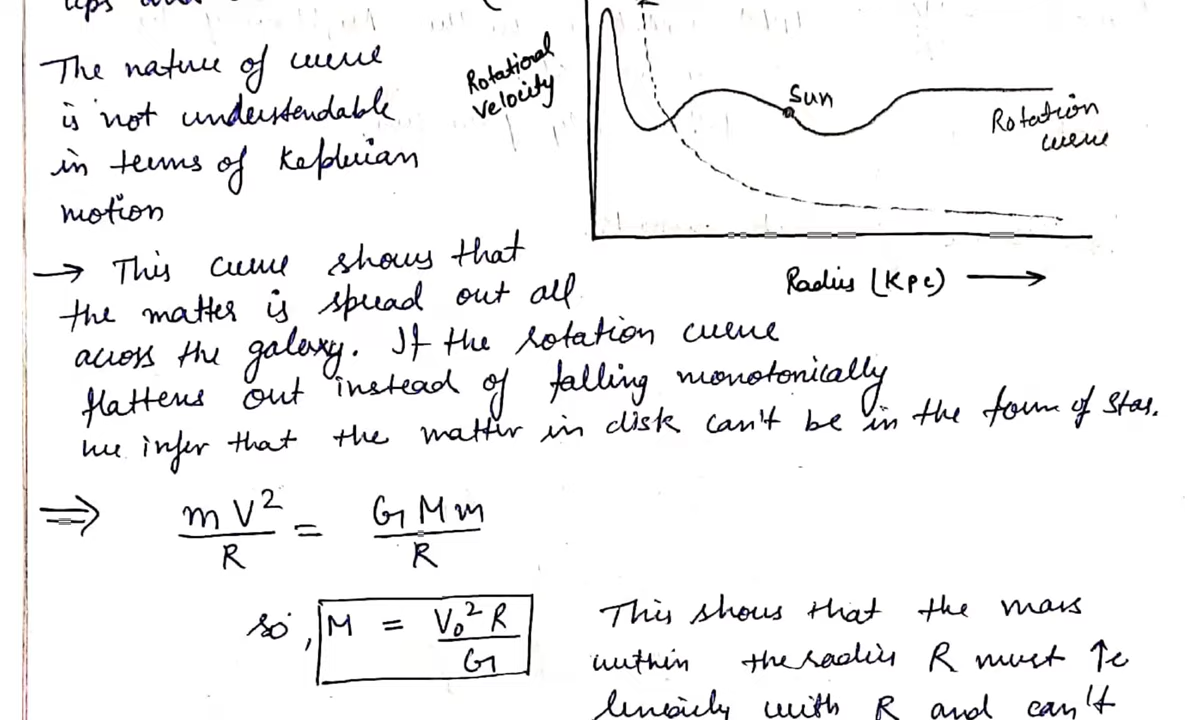 The nature of curve
is not understandable
in terms of Keplerian
motion
Rotational
Velocity
Sun
Rotation
curve
Radius (Kpc) →
→ This curve shows that
the matter is spread out all
across the galaxy. If the rotation curve
flattens out instead of falling monotonically
we infer that the matter in disk can't be in the form of star.
⇒ mV²/R = GMm/R
so, M = V₀²R/G
This shows that the mass
within the radius R must ↑e
linearly with R and can't